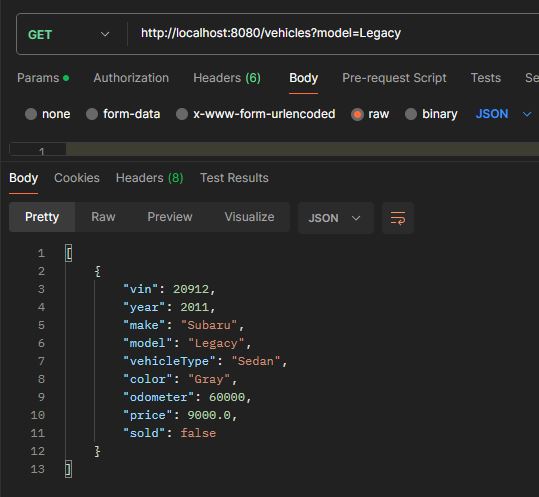 GET http://localhost:8080/vehicles?model=Legacy
Params Authorization Headers (6) Body Pre-request Script Tests Se
none form-data x-www-form-urlencoded raw binary JSON
1
Body Cookies Headers (8) Test Results
Pretty Raw Preview Visualize JSON
1 [
2 {
3 "vin": 20912,
4 "year": 2011,
5 "make": "Subaru",
6 "model": "Legacy",
7 "vehicleType": "Sedan",
8 "color": "Gray",
9 "odometer": 60000,
10 "price": 9000.0,
11 "sold": false
12 }
13 ]